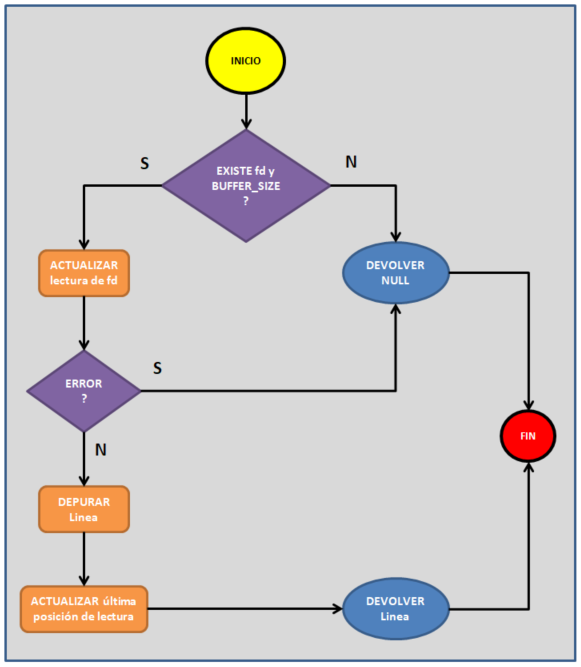 INICIO
S
N
EXISTE fd y
BUFFER_SIZE
?
ACTUALIZAR
lectura de fd
DEVOLVER
NULL
ERROR
?
S
N
FIN
DEPURAR
Linea
ACTUALIZAR última
posición de lectura
DEVOLVER
Linea